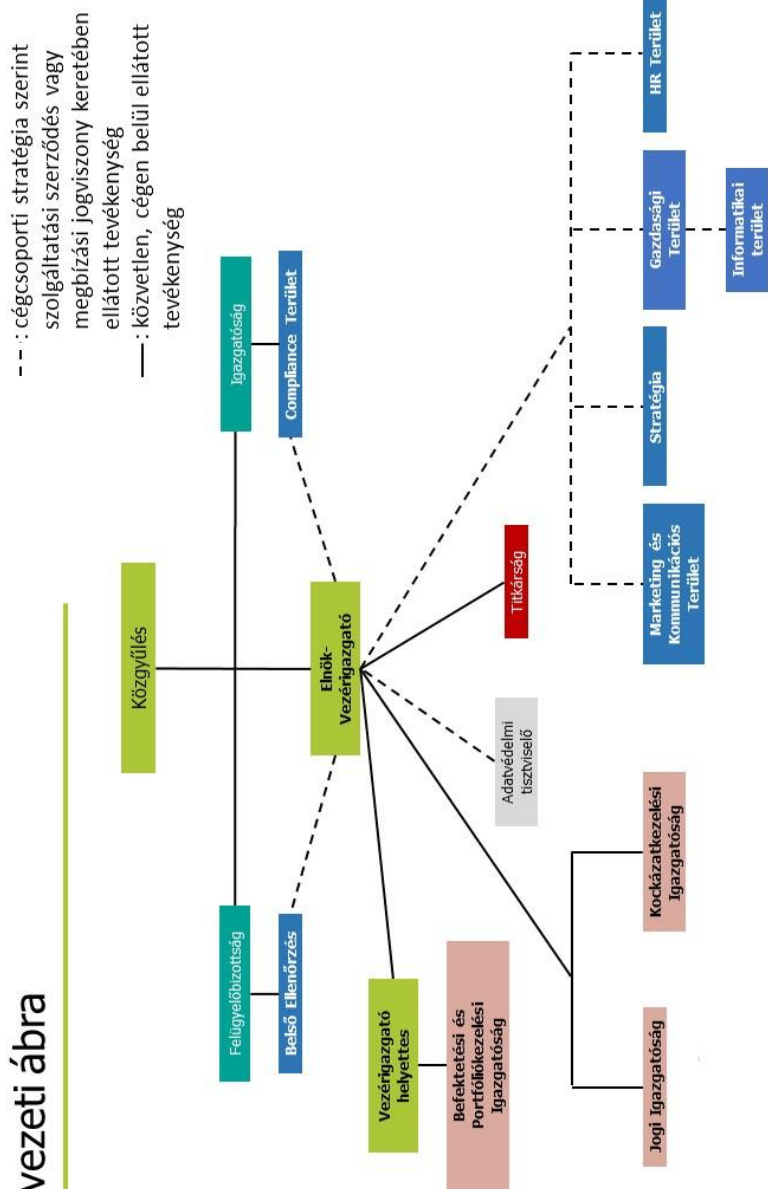 vezeti ábra
- - -: cégcsoporti stratégia szerint
szolgáltatási szerződés vagy
megbízási jogviszony keretében
ellátott tevékenység
—: közvetlen, cégen belül ellátott
tevékenység
Közgyűlés
Felügyelőbizottság
Igazgatóság
Belső Ellenőrzés
Compliance Terület
Elnök-
Vezérigazgató
Vezérigazgató
helyettes
Befektetési és
Portfóliókezelési
Igazgatóság
Adatvédelmi
tisztviselő
Titkárság
Jogi Igazgatóság
Kockázatkezelési
Igazgatóság
Marketing és
Kommunikációs
Terület
Stratégia
Gazdasági
Terület
HR Terület
Informatikai
terület